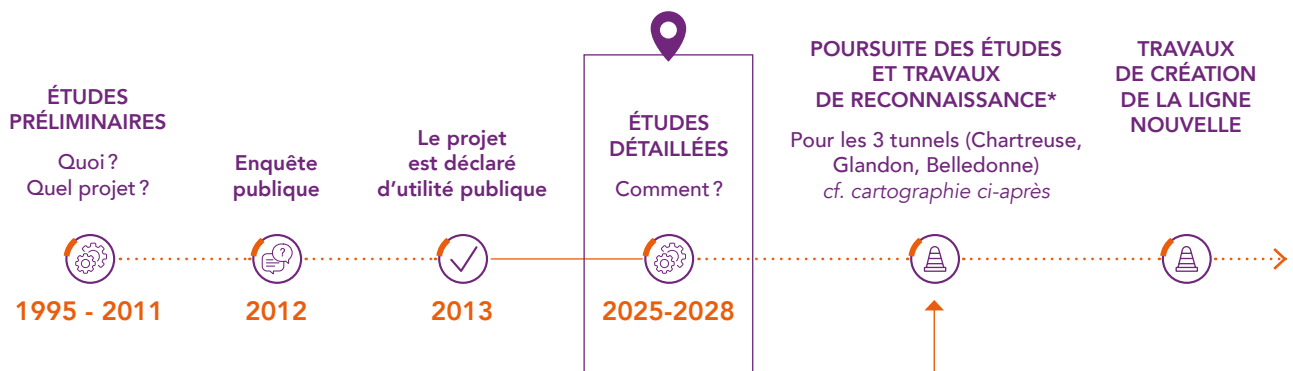 ÉTUDES
PRÉLIMINAIRES
Quoi ?
Quel projet ?
1995 - 2011
Enquête
publique
2012
Le projet
est déclaré
d'utilité publique
2013
ÉTUDES
DÉTAILLÉES
Comment ?
2025-2028
POURSUITE DES ÉTUDES
ET TRAVAUX
DE RECONNAISSANCE*
Pour les 3 tunnels (Chartreuse,
Glandon, Belledonne)
cf. cartographie ci-après
TRAVAUX
DE CRÉATION
DE LA LIGNE
NOUVELLE